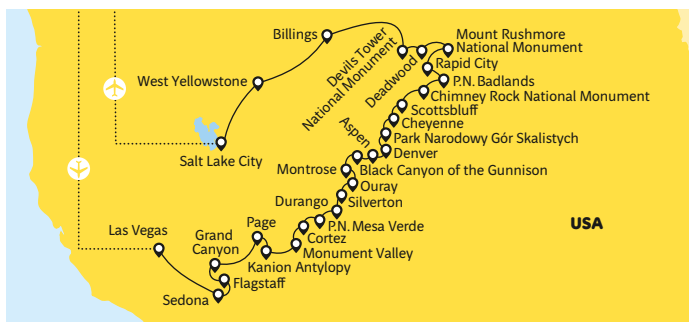 Billings
Devils Tower
National Monument
Deadwood
Mount Rushmore
National Monument
Rapid City
P.N. Badlands
Chimney Rock National Monument
Scottsbluff
Cheyenne
Park Narodowy Gór Skalistych
Denver
Aspen
Black Canyon of the Gunnison
Montrose
Ouray
Silverton
Durango
P.N. Mesa Verde
Cortez
Monument Valley
Kanion Antylopy
Page
Grand
Canyon
Flagstaff
Sedona
Las Vegas
West Yellowstone
Salt Lake City
USA